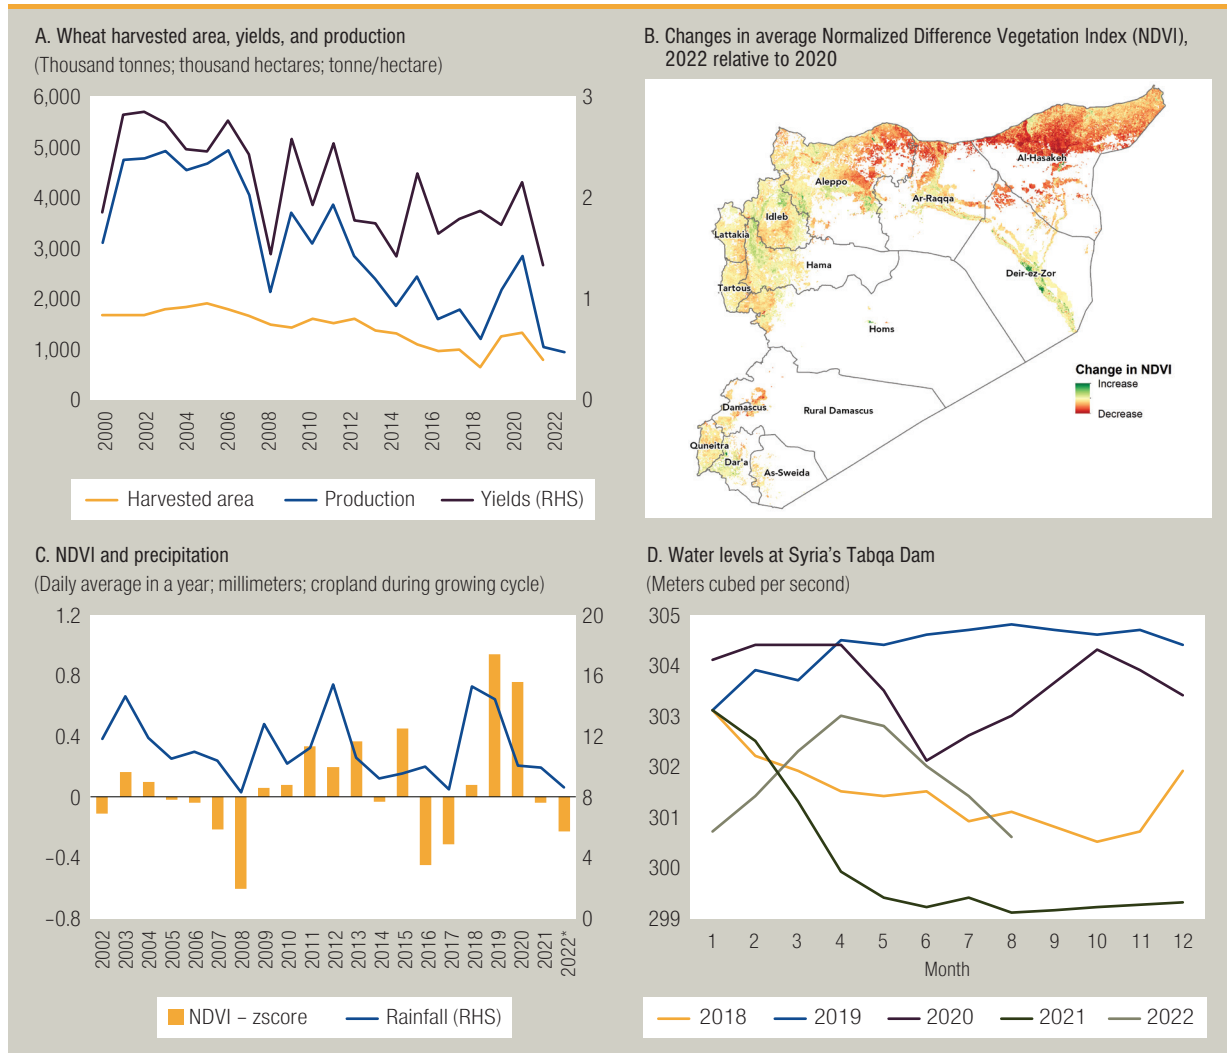 A. Wheat harvested area, yields, and production
(Thousand tonnes; thousand hectares; tonne/hectare)
6,000
5,000
4,000
3,000
2,000
1,000
0
3
2
1
0
2000
2002
2004
2006
2008
2010
2012
2014
2016
2018
2020
2022
Harvested area
Production
Yields (RHS)
B. Changes in average Normalized Difference Vegetation Index (NDVI),
2022 relative to 2020
Al-Hasakeh
Aleppo
Ar-Raqqa
Idleb
Lattakia
Hama
Deir-ez-Zor
Tartous
Homs
Change in NDVI
Increase
Decrease
Damascus
Rural Damascus
Quneitra
Dar'a
As-Sweida
C. NDVI and precipitation
(Daily average in a year; millimeters; cropland during growing cycle)
1.2
0.8
0.4
0
−0.4
−0.8
20
16
12
8
4
0
2002
2003
2004
2005
2006
2007
2008
2009
2010
2011
2012
2013
2014
2015
2016
2017
2018
2019
2020
2021
2022*
NDVI – zscore
Rainfall (RHS)
D. Water levels at Syria's Tabqa Dam
(Meters cubed per second)
305
304
303
302
301
300
299
1
2
3
4
5
6
7
8
9
10
11
12
Month
2018
2019
2020
2021
2022